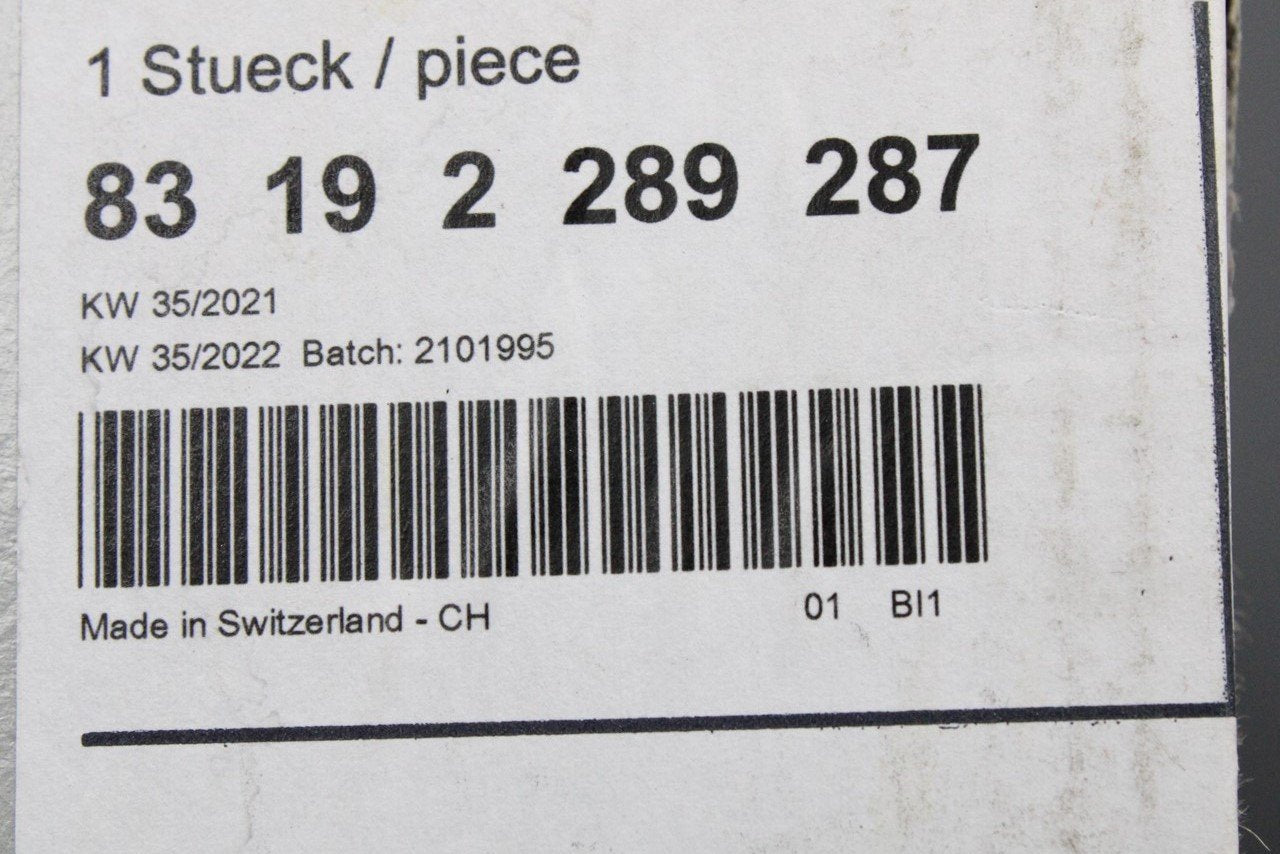 1 Stueck / piece
83 19 2 289 287
KW 35/2021
KW 35/2022 Batch: 2101995
Made in Switzerland - CH 01 BI1